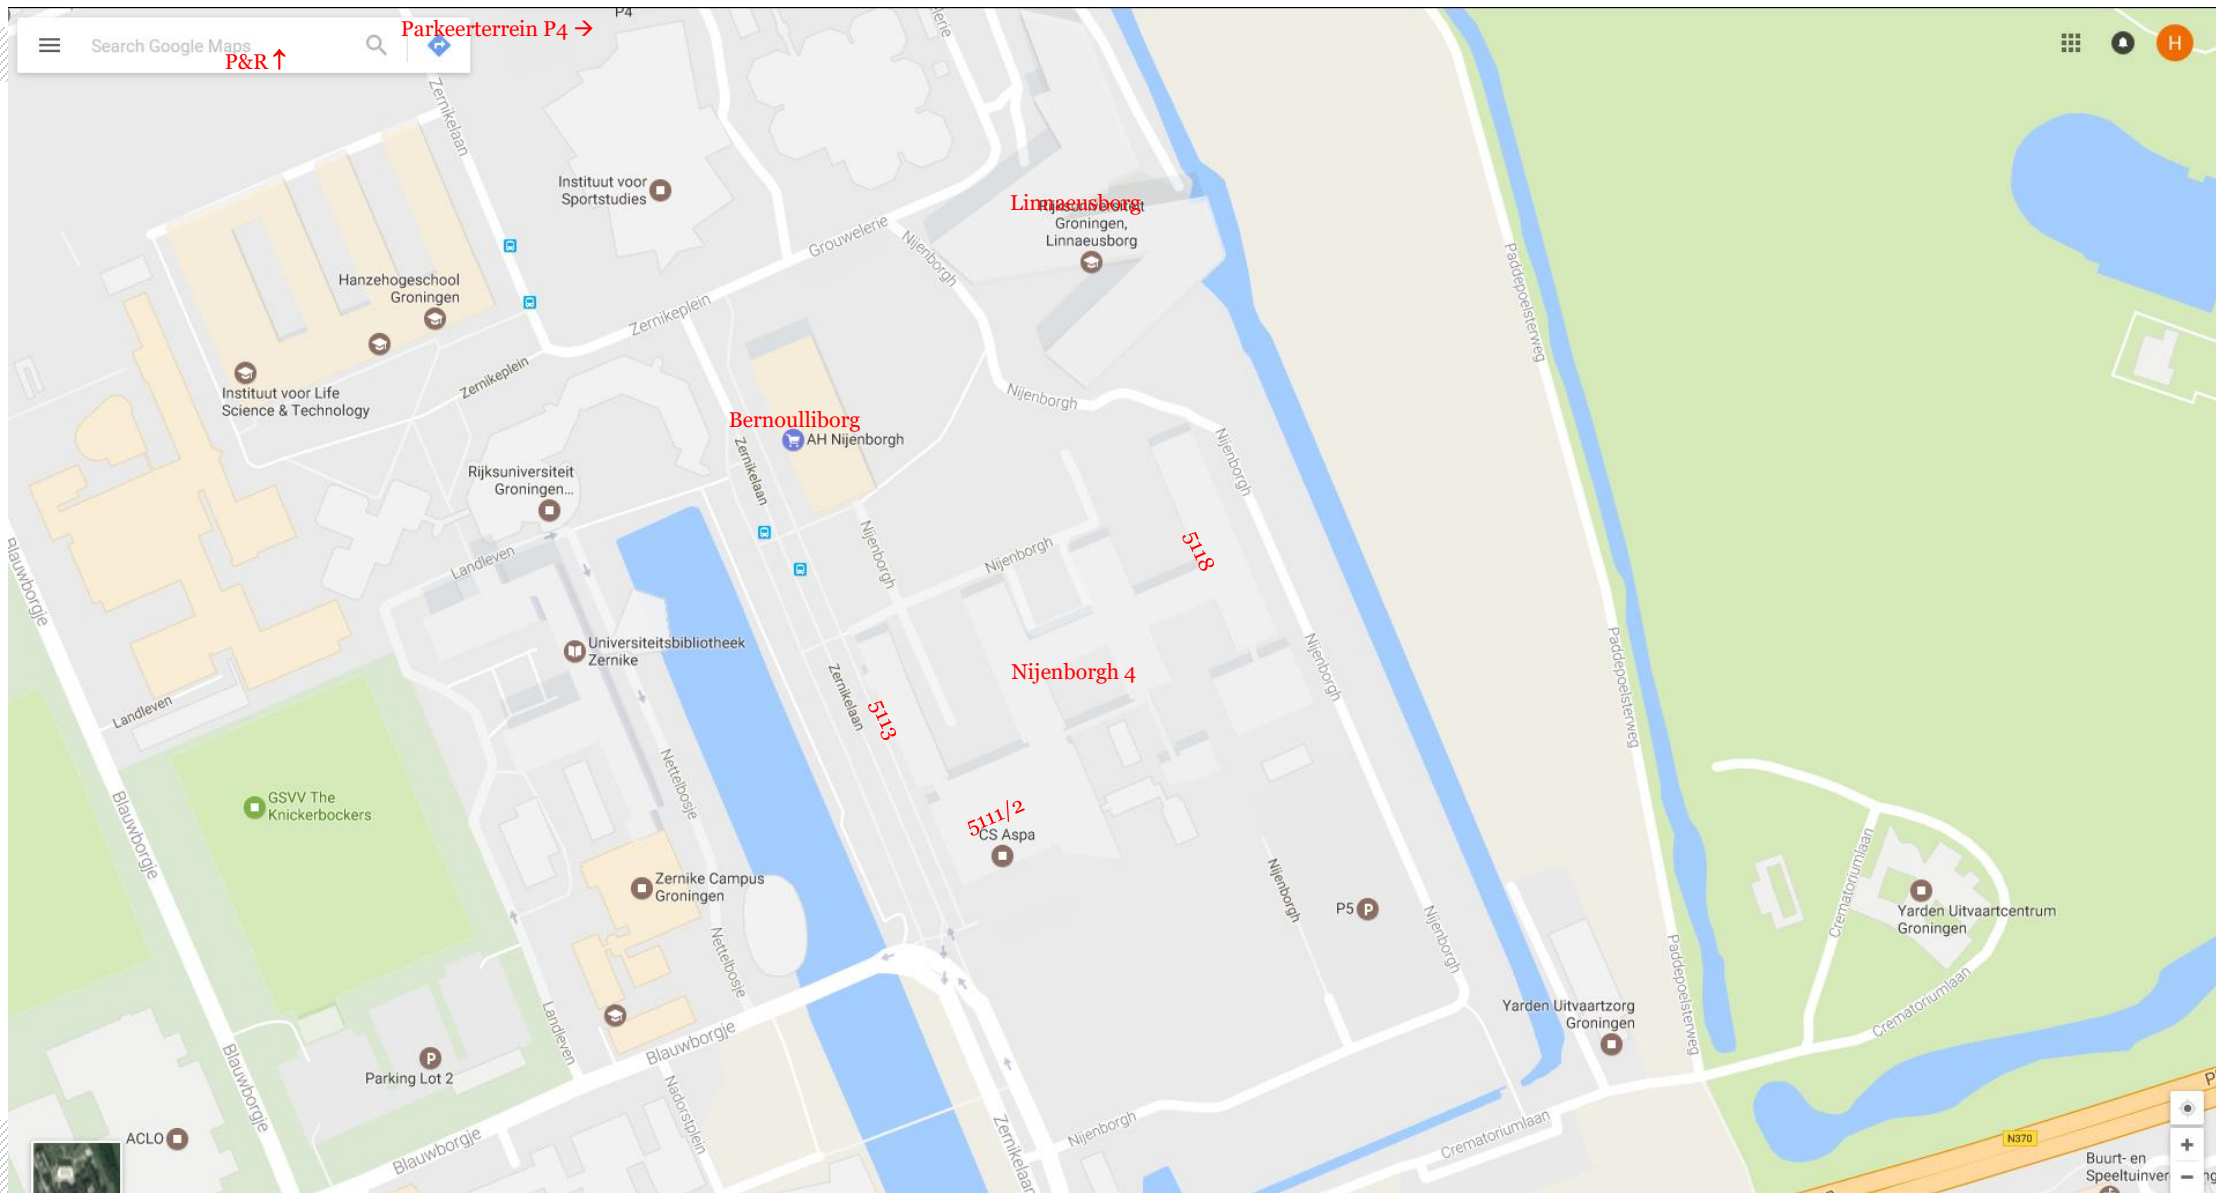 P4
Parkeerterrein P4 →
Search Google Maps
P&R ↑
H
Zernikelaan
Instituut voor
Sportstudies
Linnaeusborg
Rijksuniversiteit
Groningen,
Linnaeusborg
Grouwelerie
Nijenborgh
Paddepoelsterweg
Hanzehogeschool
Groningen
Zernikeplein
Zernikeplein
Instituut voor Life
Science & Technology
Nijenborgh
Bernoulliborg
AH Nijenborgh
Zernikelaan
Nijenborgh
Rijksuniversiteit
Groningen...
Nijenborgh
Nijenborgh
5118
Landleven
Blauwborgje
Universiteitsbibliotheek
Zernike
Nijenborgh 4
Nijenborgh
Paddepoelsterweg
Zernikelaan
5113
Landleven
Nettelbosje
GSVV The
Knickerbockers
Blauwborgje
5111/2
CS Aspa
Zernike Campus
Groningen
Nijenborgh
P5 P
Nijenborgh
Crematoriumlaan
Yarden Uitvaartcentrum
Groningen
Nettelbosje
Paddepoelsterweg
Yarden Uitvaartzorg
Groningen
Crematoriumlaan
Landleven
Blauwborgje
P
Parking Lot 2
Blauwborgje
Nadorstplein
Zernikelaan
Nijenborgh
Crematoriumlaan
ACLO
Blauwborgje
N370
Buurt- en
Speeltuinver